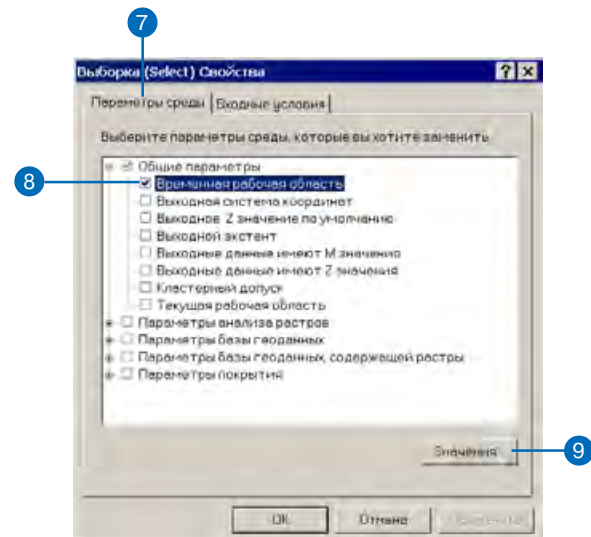 7
Выборка (Select) Свойства
Параметры среды Входные условия
Выберите параметры среды, которые вы хотите заменить
Общие параметры
8
Временная рабочая область
Выходная система координат
Выходное Z значение по умолчанию
Выходной экстент
Выходные данные имеют M значения
Выходные данные имеют Z значения
Кластерный допуск
Текущая рабочая область
Параметры анализа растров
Параметры базы геоданных
Параметры базы геоданных, содержащей растры
Параметры покрытия
Значения
9
OK Отмена Применить